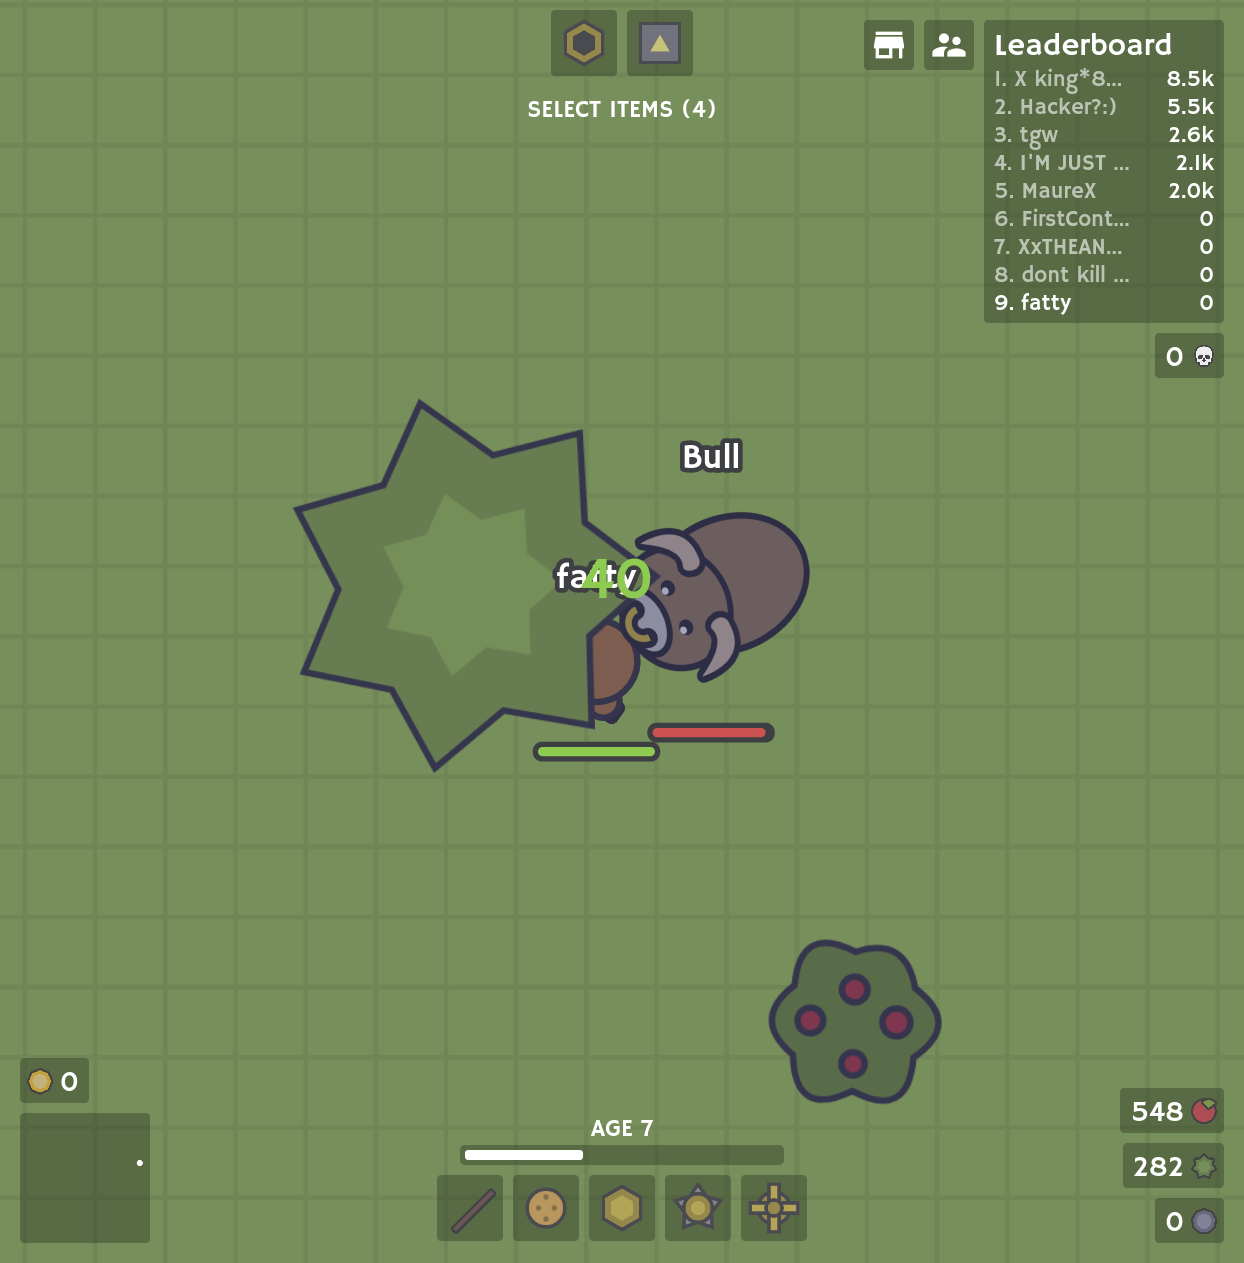 SELECT ITEMS (4)
Leaderboard
1. X king*8... 8.5k
2. Hacker?:) 5.5k
3. tgw 2.6k
4. I'M JUST ... 2.1k
5. MaureX 2.0k
6. FirstCont... 0
7. XxTHEAN... 0
8. dont kill ... 0
9. fatty 0
0
Bull
fatty
40
0
AGE 7
548
282
0